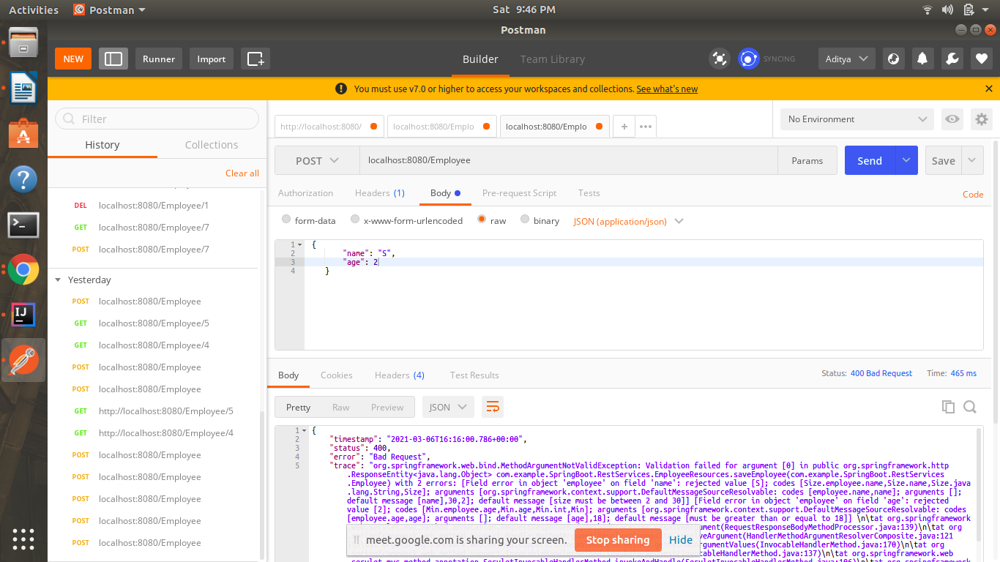 Activities Postman Sat 9:46 PM
Postman
NEW Runner Import Builder Team Library SYNCING Aditya
You must use v7.0 or higher to access your workspaces and collections. See what's new
Filter
History Collections
Clear all
DEL localhost:8080/Employee/1
GET localhost:8080/Employee/7
POST localhost:8080/Employee/7
Yesterday
POST localhost:8080/Employee
GET localhost:8080/Employee/5
GET localhost:8080/Employee/4
POST localhost:8080/Employee
POST localhost:8080/Employee
GET http://localhost:8080/Employee/5
GET http://localhost:8080/Employee/4
POST localhost:8080/Employee
POST localhost:8080/Employee
POST localhost:8080/Employee
POST localhost:8080/Employee
POST localhost:8080/Employee
http://localhost:8080/ localhost:8080/Emplo localhost:8080/Emplo + ••• No Environment
POST localhost:8080/Employee Params Send Save
Authorization Headers (1) Body Pre-request Script Tests Code
form-data x-www-form-urlencoded raw binary JSON (application/json)
1 {
2 "name": "S",
3 "age": 2
4 }
Body Cookies Headers (4) Test Results Status: 400 Bad Request Time: 465 ms
Pretty Raw Preview JSON
1 {
2 "timestamp": "2021-03-06T16:16:00.786+00:00",
3 "status": 400,
4 "error": "Bad Request",
5 "trace": "org.springframework.web.bind.MethodArgumentNotValidException: Validation failed for argument [0] in public org.springframework.http
.ResponseEntity<java.lang.Object> com.example.SpringBoot.RestServices.EmployeeResources.saveEmployee(com.example.SpringBoot.RestServices
.Employee) with 2 errors: [Field error in object 'employee' on field 'name': rejected value [S]; codes [Size.employee.name,Size.name,Size.java
.lang.String,Size]; arguments [org.springframework.context.support.DefaultMessageSourceResolvable: codes [employee.name,name]; arguments [];
default message [name],30,2]; default message [size must be between 2 and 30]] [Field error in object 'employee' on field 'age': rejected
value [2]; codes [Min.employee.age,Min.age,Min.int,Min]; arguments [org.springframework.context.support.DefaultMessageSourceResolvable: codes
[employee.age,age]; arguments []; default message [age],18]; default message [must be greater than or equal to 18]] \n\tat org.springframework
ument(RequestResponseBodyMethodProcessor.java:139)\n\tat org
veArgument(HandlerMethodArgumentResolverComposite.java:121
rgumentValues(InvocableHandlerMethod.java:170)\n\tat org
cableHandlerMethod.java:137)\n\tat org.springframework.web
.servlet.mvc.method.annotation.ServletInvocableHandlerMethod.invokeAndHandle(ServletInvocableHandlerMethod.java:106)\n\tat org
meet.google.com is sharing your screen. Stop sharing Hide